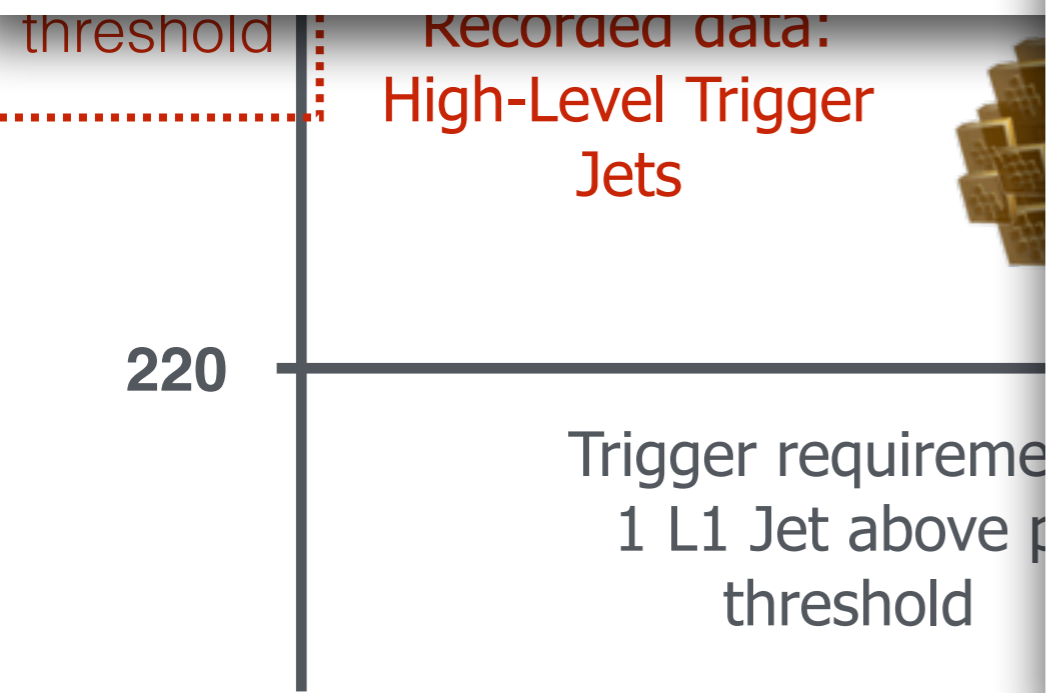 threshold
Recorded data:
High-Level Trigger
Jets
220
Trigger requireme
1 L1 Jet above
threshold